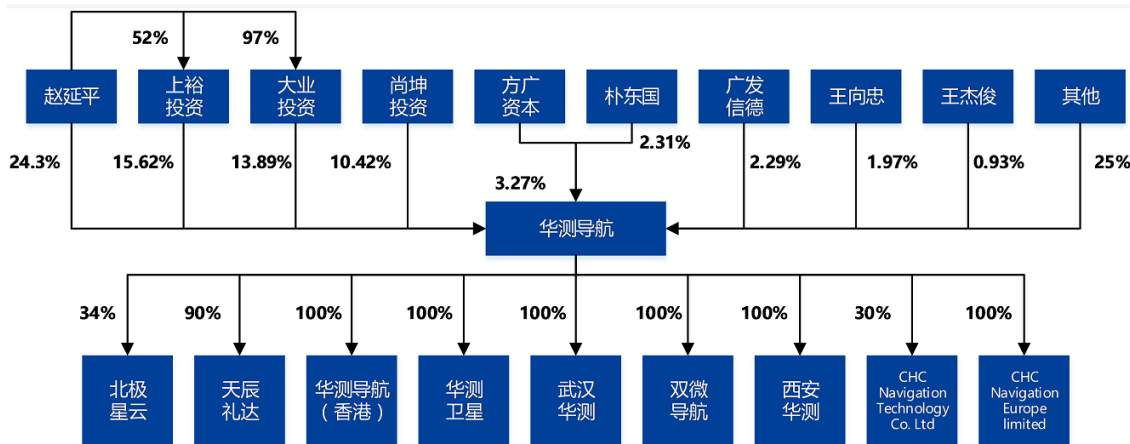 52%
97%
赵延平
上裕
投资
大业
投资
尚坤
投资
方广
资本
朴东国
广发
信德
王向忠
王杰俊
其他
24.3%
15.62%
13.89%
10.42%
3.27%
2.31%
2.29%
1.97%
0.93%
25%
华测导航
34%
90%
100%
100%
100%
100%
100%
30%
100%
北极
星云
天辰
礼达
华测导航
（香港）
华测
卫星
武汉
华测
双微
导航
西安
华测
CHC
Navigation
Technology
Co. Ltd
CHC
Navigation
Europe
limited